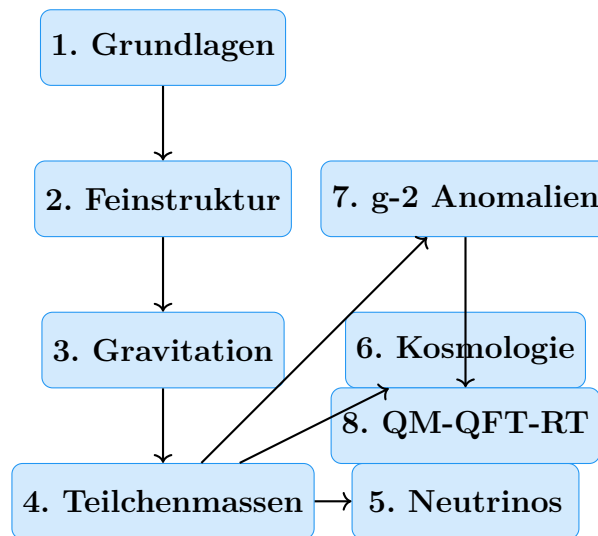 1. Grundlagen
2. Feinstruktur
7. g-2 Anomalien
3. Gravitation
6. Kosmologie
8. QM-QFT-RT
4. Teilchenmassen
5. Neutrinos